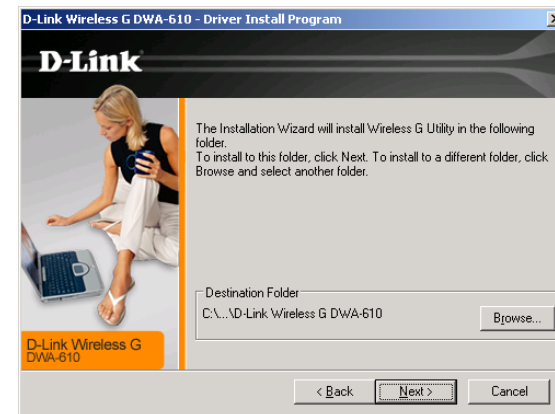 D-Link Wireless G DWA-610 - Driver Install Program
D-Link
The Installation Wizard will install Wireless G Utility in the following
folder.
To install to this folder, click Next. To install to a different folder, click
Browse and select another folder.
Destination Folder
C:\...\D-Link Wireless G DWA-610
Browse...
D-Link Wireless G
DWA-610
< Back
Next >
Cancel